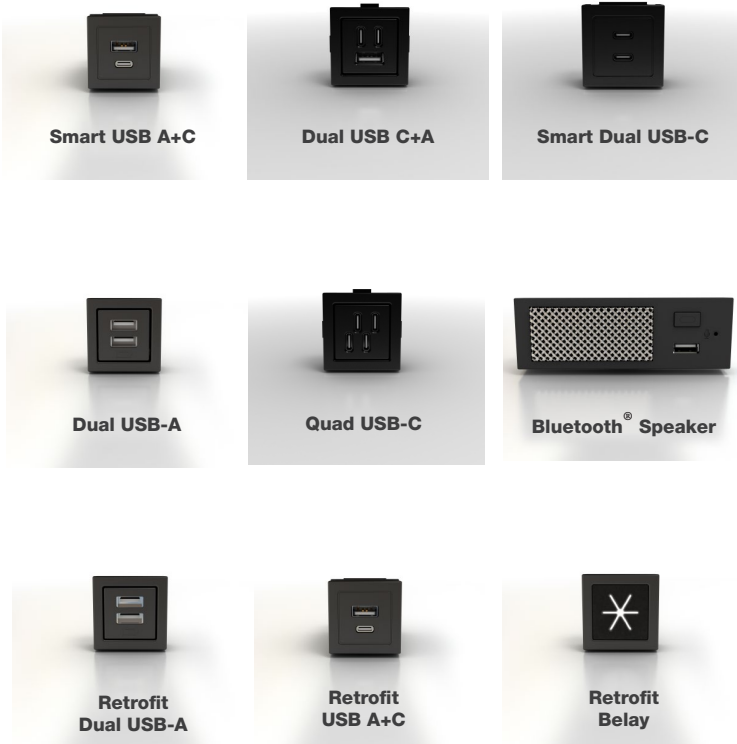 Smart USB A+C
Dual USB C+A
Smart Dual USB-C
Dual USB-A
Quad USB-C
Bluetooth® Speaker
Retrofit
Dual USB-A
Retrofit
USB A+C
Retrofit
Belay